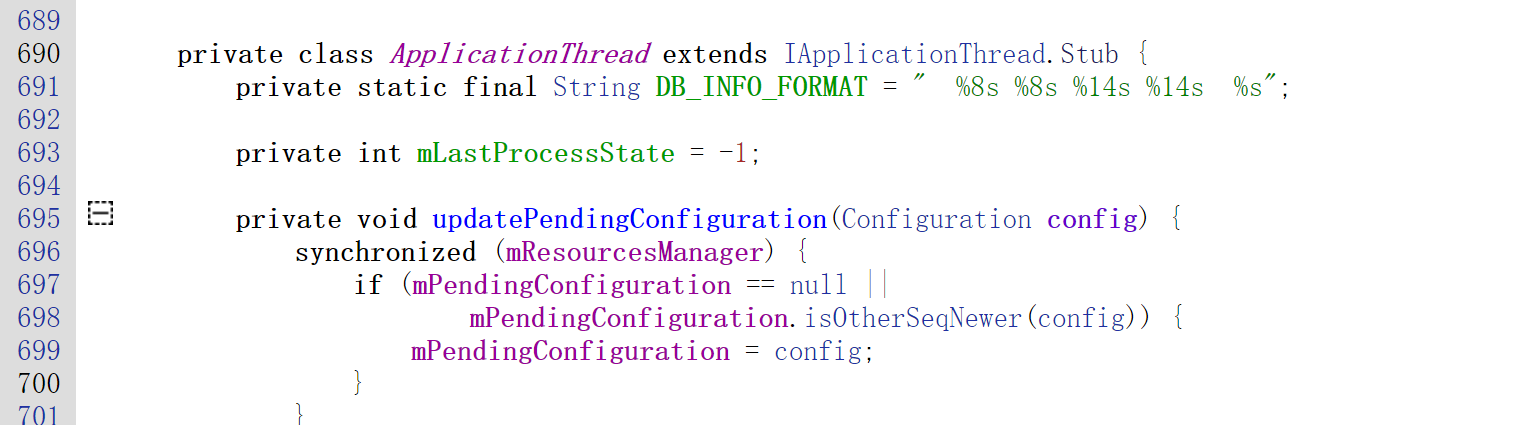 689
690 private class ApplicationThread extends IApplicationThread.Stub {
691 private static final String DB_INFO_FORMAT = "  %8s %8s %14s %14s  %s";
692
693 private int mLastProcessState = -1;
694
695 private void updatePendingConfiguration(Configuration config) {
696 synchronized (mResourcesManager) {
697 if (mPendingConfiguration == null ||
698 mPendingConfiguration.isOtherSeqNewer(config)) {
699 mPendingConfiguration = config;
700 }
701 }